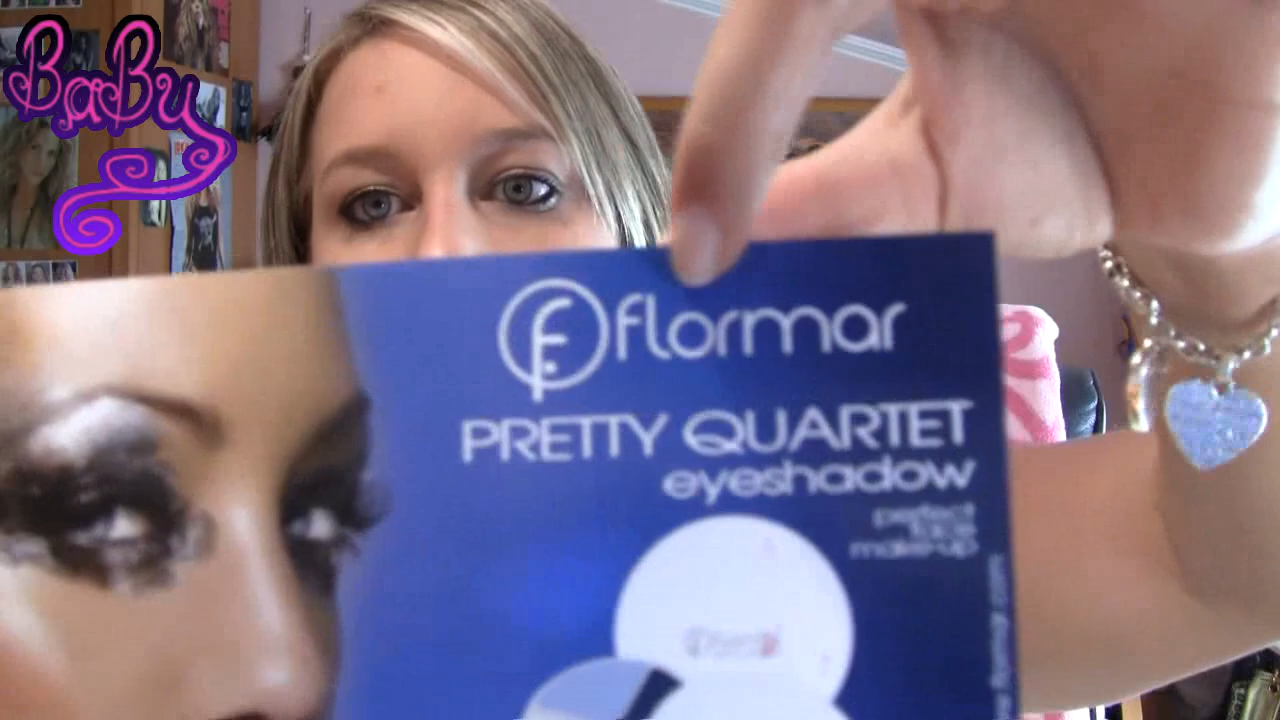 BaBy
flormar
PRETTY QUARTET
eyeshadow
perfect
face
make-up